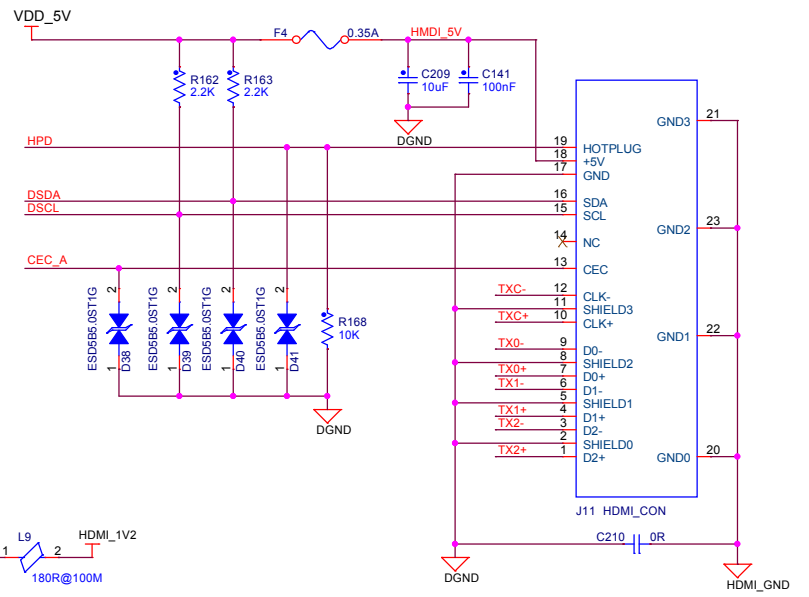 VDD_5V
F4
0.35A
HMDI_5V
R162
2.2K
R163
2.2K
C209
10uF
C141
100nF
DGND
HPD
DSDA
DSCL
CEC_A
19 HOTPLUG
18 +5V
17 GND
16 SDA
15 SCL
14 NC
13 CEC
TXC- 12 CLK-
11 SHIELD3
TXC+ 10 CLK+
TX0- 9 D0-
8 SHIELD2
TX0+ 7 D0+
TX1- 6 D1-
5 SHIELD1
TX1+ 4 D1+
TX2- 3 D2-
2 SHIELD0
TX2+ 1 D2+
GND3 21
GND2 23
GND1 22
GND0 20
J11 HDMI_CON
ESD5B5.0ST1G
2
1
D38
ESD5B5.0ST1G
2
1
D39
ESD5B5.0ST1G
2
1
D40
ESD5B5.0ST1G
2
1
D41
R168
10K
DGND
C210 0R
DGND
HDMI_GND
L9
1 2
HDMI_1V2
180R@100M